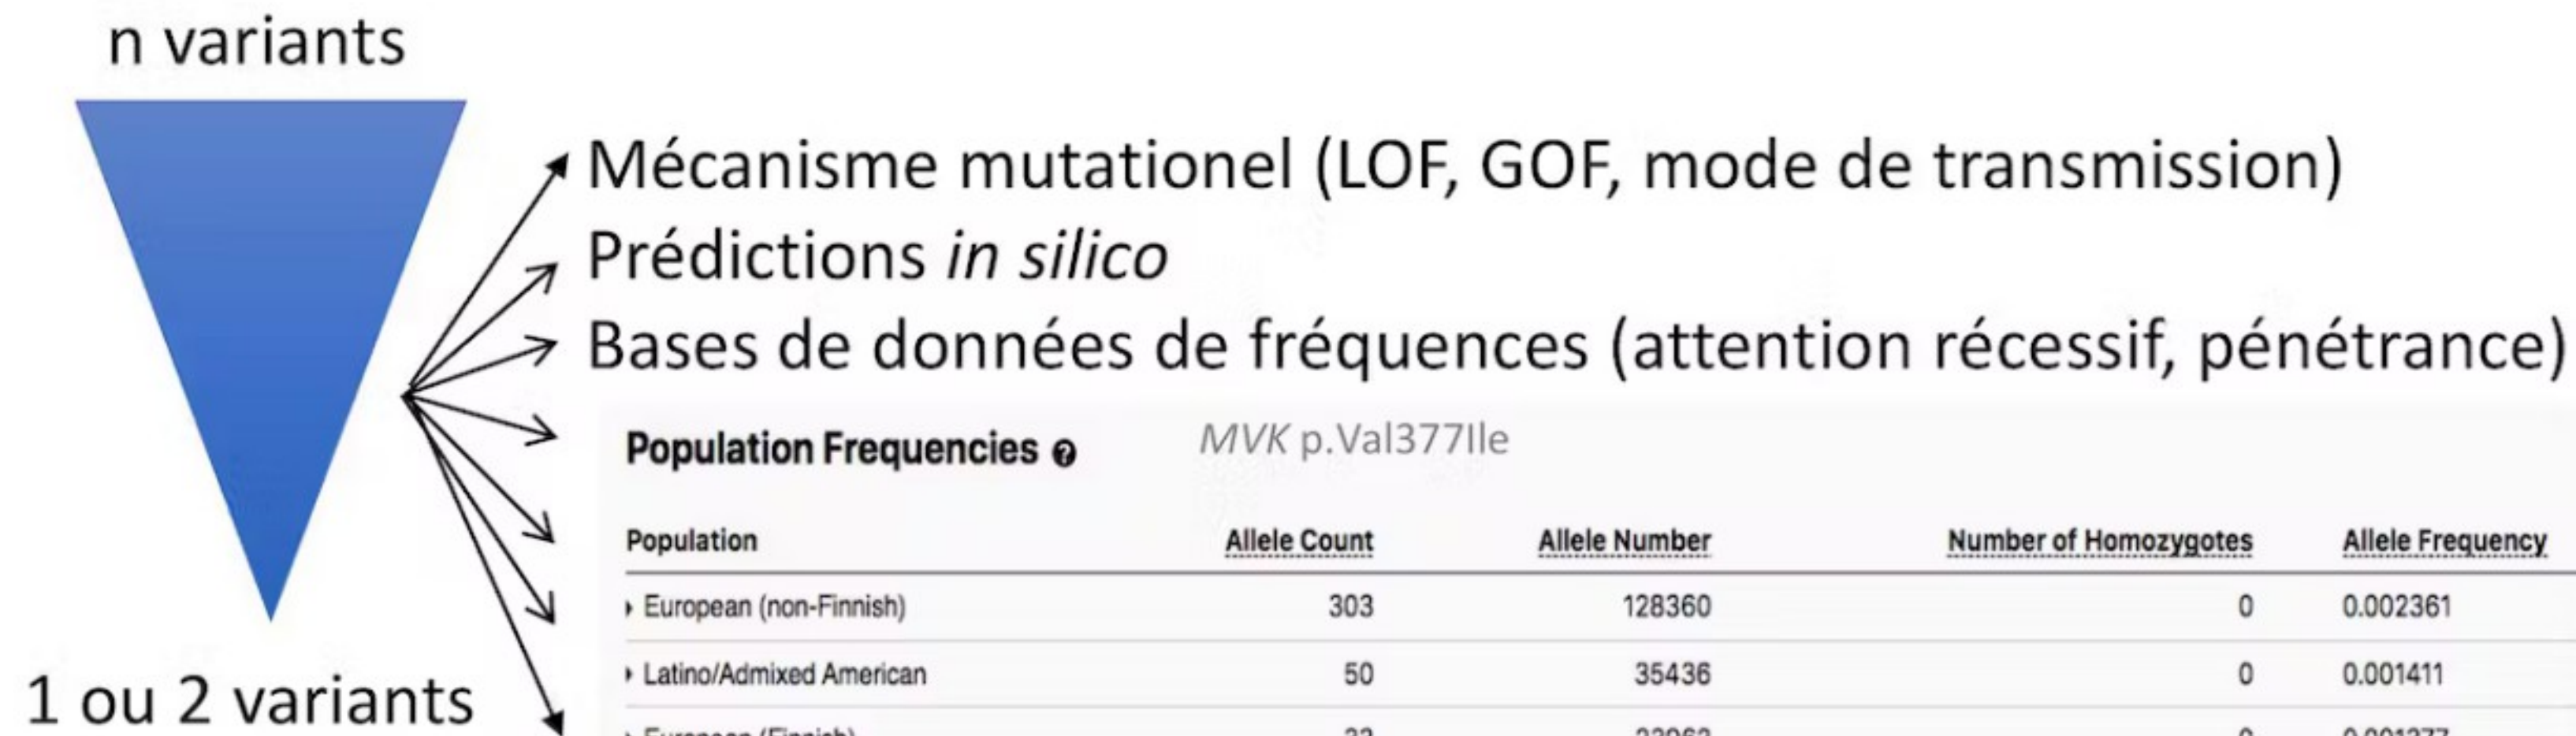 n variants
Mécanisme mutationel (LOF, GOF, mode de transmission)
Prédictions in silico
Bases de données de fréquences (attention récessif, pénétrance)
Population Frequencies ?
MVK p.Val377Ile
Population Allele Count Allele Number Number of Homozygotes Allele Frequency
European (non-Finnish) 303 128360 0 0.002361
Latino/Admixed American 50 35436 0 0.001411
1 ou 2 variants